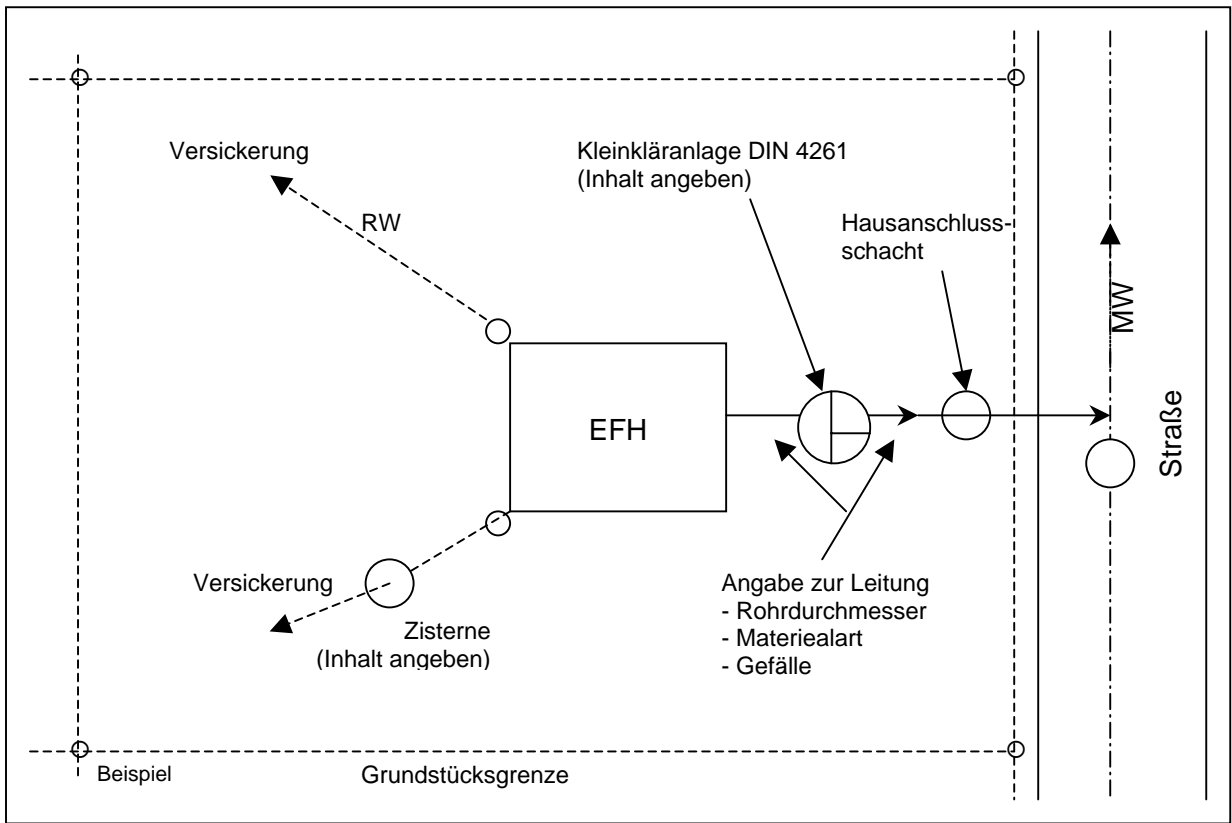 Versickerung
RW
Kleinkläranlage DIN 4261
(Inhalt angeben)
Hausanschluss-
schacht
MW
Straße
EFH
Versickerung
Zisterne
(Inhalt angeben)
Angabe zur Leitung
- Rohrdurchmesser
- Materiealart
- Gefälle
Beispiel
Grundstücksgrenze